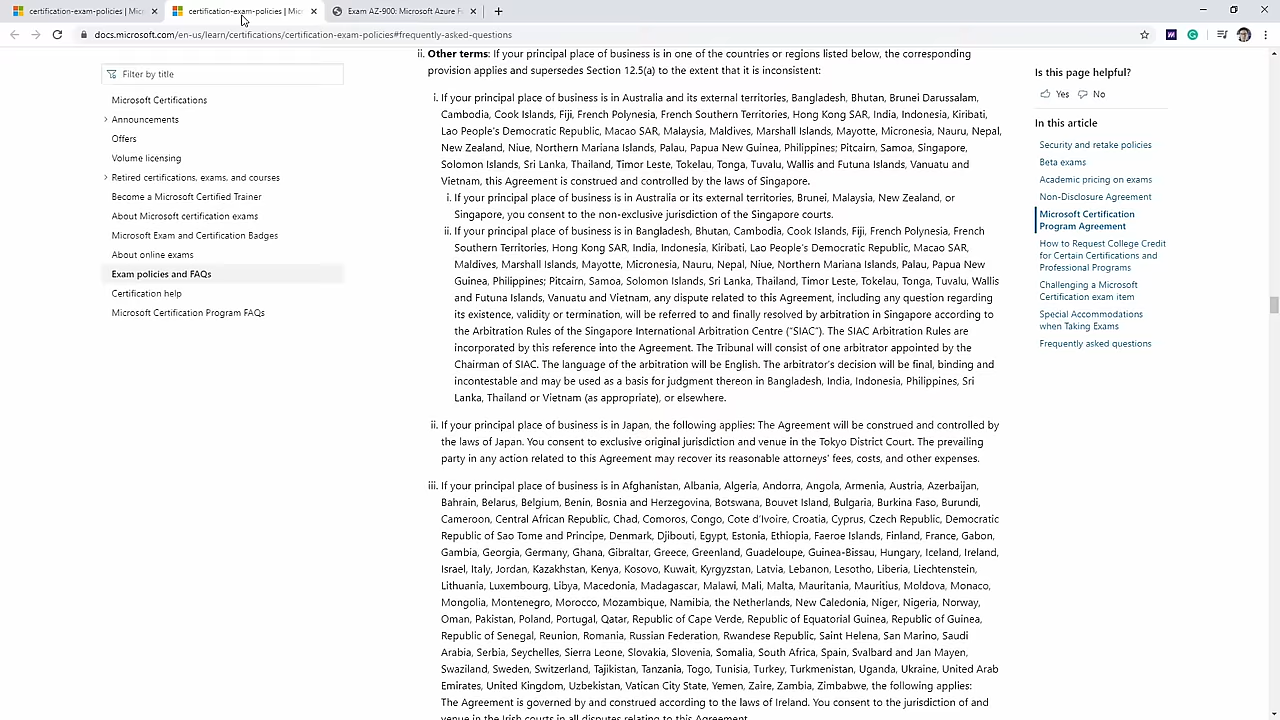 certification-exam-policies | Mic
certification-exam-policies | Micr
Exam AZ-900: Microsoft Azure F
docs.microsoft.com/en-us/learn/certifications/certification-exam-policies#frequently-asked-questions
Filter by title
Microsoft Certifications
Announcements
Offers
Volume licensing
Retired certifications, exams, and courses
Become a Microsoft Certified Trainer
About Microsoft certification exams
Microsoft Exam and Certification Badges
About online exams
Exam policies and FAQs
Certification help
Microsoft Certification Program FAQs
ii. Other terms: If your principal place of business is in one of the countries or regions listed below, the corresponding
provision applies and supersedes Section 12.5(a) to the extent that it is inconsistent:
i. If your principal place of business is in Australia and its external territories, Bangladesh, Bhutan, Brunei Darussalam,
Cambodia, Cook Islands, Fiji, French Polynesia, French Southern Territories, Hong Kong SAR, India, Indonesia, Kiribati,
Lao People's Democratic Republic, Macao SAR, Malaysia, Maldives, Marshall Islands, Mayotte, Micronesia, Nauru, Nepal,
New Zealand, Niue, Northern Mariana Islands, Palau, Papua New Guinea, Philippines; Pitcairn, Samoa, Singapore,
Solomon Islands, Sri Lanka, Thailand, Timor Leste, Tokelau, Tonga, Tuvalu, Wallis and Futuna Islands, Vanuatu and
Vietnam, this Agreement is construed and controlled by the laws of Singapore.
i. If your principal place of business is in Australia or its external territories, Brunei, Malaysia, New Zealand, or
Singapore, you consent to the non-exclusive jurisdiction of the Singapore courts.
ii. If your principal place of business is in Bangladesh, Bhutan, Cambodia, Cook Islands, Fiji, French Polynesia, French
Southern Territories, Hong Kong SAR, India, Indonesia, Kiribati, Lao People's Democratic Republic, Macao SAR,
Maldives, Marshall Islands, Mayotte, Micronesia, Nauru, Nepal, Niue, Northern Mariana Islands, Palau, Papua New
Guinea, Philippines; Pitcairn, Samoa, Solomon Islands, Sri Lanka, Thailand, Timor Leste, Tokelau, Tonga, Tuvalu, Wallis
and Futuna Islands, Vanuatu and Vietnam, any dispute related to this Agreement, including any question regarding
its existence, validity or termination, will be referred to and finally resolved by arbitration in Singapore according to
the Arbitration Rules of the Singapore International Arbitration Centre ("SIAC"). The SIAC Arbitration Rules are
incorporated by this reference into the Agreement. The Tribunal will consist of one arbitrator appointed by the
Chairman of SIAC. The language of the arbitration will be English. The arbitrator's decision will be final, binding and
incontestable and may be used as a basis for judgment thereon in Bangladesh, India, Indonesia, Philippines, Sri
Lanka, Thailand or Vietnam (as appropriate), or elsewhere.
ii. If your principal place of business is in Japan, the following applies: The Agreement will be construed and controlled by
the laws of Japan. You consent to exclusive original jurisdiction and venue in the Tokyo District Court. The prevailing
party in any action related to this Agreement may recover its reasonable attorneys' fees, costs, and other expenses.
iii. If your principal place of business is in Afghanistan, Albania, Algeria, Andorra, Angola, Armenia, Austria, Azerbaijan,
Bahrain, Belarus, Belgium, Benin, Bosnia and Herzegovina, Botswana, Bouvet Island, Bulgaria, Burkina Faso, Burundi,
Cameroon, Central African Republic, Chad, Comoros, Congo, Cote d'Ivoire, Croatia, Cyprus, Czech Republic, Democratic
Republic of Sao Tome and Principe, Denmark, Djibouti, Egypt, Estonia, Ethiopia, Faeroe Islands, Finland, France, Gabon,
Gambia, Georgia, Germany, Ghana, Gibraltar, Greece, Greenland, Guadeloupe, Guinea-Bissau, Hungary, Iceland, Ireland,
Israel, Italy, Jordan, Kazakhstan, Kenya, Kosovo, Kuwait, Kyrgyzstan, Latvia, Lebanon, Lesotho, Liberia, Liechtenstein,
Lithuania, Luxembourg, Libya, Macedonia, Madagascar, Malawi, Mali, Malta, Mauritania, Mauritius, Moldova, Monaco,
Mongolia, Montenegro, Morocco, Mozambique, Namibia, the Netherlands, New Caledonia, Niger, Nigeria, Norway,
Oman, Pakistan, Poland, Portugal, Qatar, Republic of Cape Verde, Republic of Equatorial Guinea, Republic of Guinea,
Republic of Senegal, Reunion, Romania, Russian Federation, Rwandese Republic, Saint Helena, San Marino, Saudi
Arabia, Serbia, Seychelles, Sierra Leone, Slovakia, Slovenia, Somalia, South Africa, Spain, Svalbard and Jan Mayen,
Swaziland, Sweden, Switzerland, Tajikistan, Tanzania, Togo, Tunisia, Turkey, Turkmenistan, Uganda, Ukraine, United Arab
Emirates, United Kingdom, Uzbekistan, Vatican City State, Yemen, Zaire, Zambia, Zimbabwe, the following applies:
The Agreement is governed by and construed according to the laws of Ireland. You consent to the jurisdiction of and
venue in the Irish courts in all disputes relating to this Agreement.
Is this page helpful?
Yes No
In this article
Security and retake policies
Beta exams
Academic pricing on exams
Non-Disclosure Agreement
Microsoft Certification
Program Agreement
How to Request College Credit
for Certain Certifications and
Professional Programs
Challenging a Microsoft
Certification exam item
Special Accommodations
when Taking Exams
Frequently asked questions